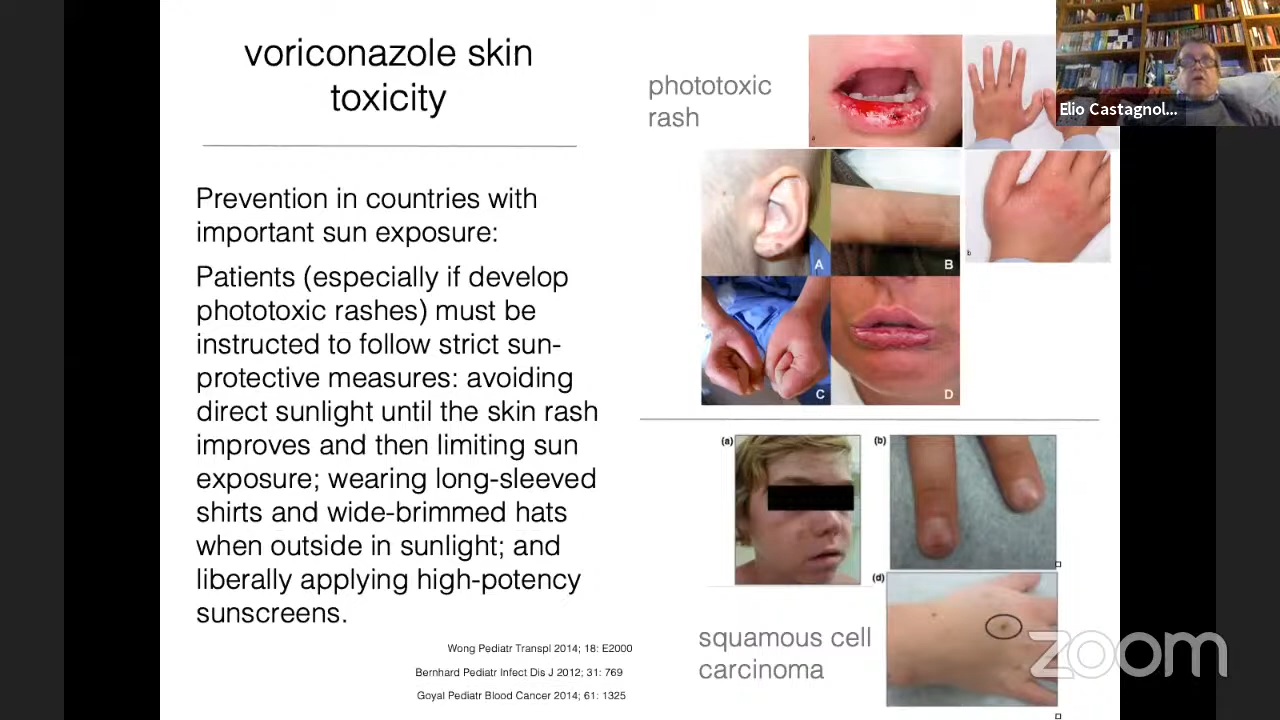 voriconazole skin
toxicity
Prevention in countries with
important sun exposure:
Patients (especially if develop
phototoxic rashes) must be
instructed to follow strict sun-
protective measures: avoiding
direct sunlight until the skin rash
improves and then limiting sun
exposure; wearing long-sleeved
shirts and wide-brimmed hats
when outside in sunlight; and
liberally applying high-potency
sunscreens.
Wong Pediatr Transpl 2014; 18: E2000
Bernhard Pediatr Infect Dis J 2012; 31: 769
Goyal Pediatr Blood Cancer 2014; 61: 1325
phototoxic
rash
a
b
A
B
C
D
Elio Castagnol...
(a)
(b)
(d)
squamous cell
carcinoma
zoom